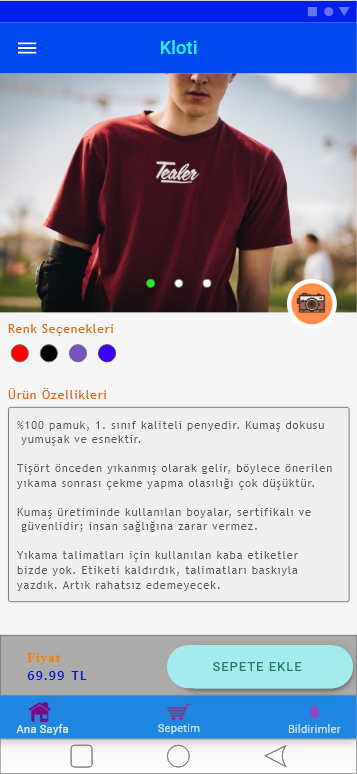 Kloti
Tealer
Renk Seçenekleri
Ürün Özellikleri
%100 pamuk, 1. sınıf kaliteli penyedir. Kumaş dokusu
yumuşak ve esnektir.
Tişört önceden yıkanmış olarak gelir, böylece önerilen
yıkama sonrası çekme yapma olasılığı çok düşüktür.
Kumaş üretiminde kullanılan boyalar, sertifikalı ve
güvenlidir; insan sağlığına zarar vermez.
Yıkama talimatları için kullanılan kaba etiketler
bizde yok. Etiketi kaldırdık, talimatları baskıyla
yazdık. Artık rahatsız edemeyecek.
Fiyat
69.99 TL
SEPETE EKLE
Ana Sayfa
Sepetim
Bildirimler